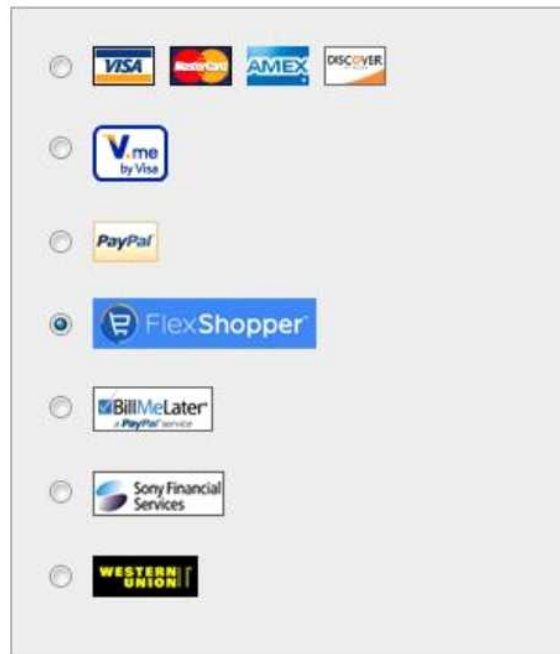 VISA MasterCard AMEX DISCOVER
V.me
by Visa
PayPal
FlexShopper
BillMeLater
a PayPal service
Sony Financial
Services
WESTERN
UNION